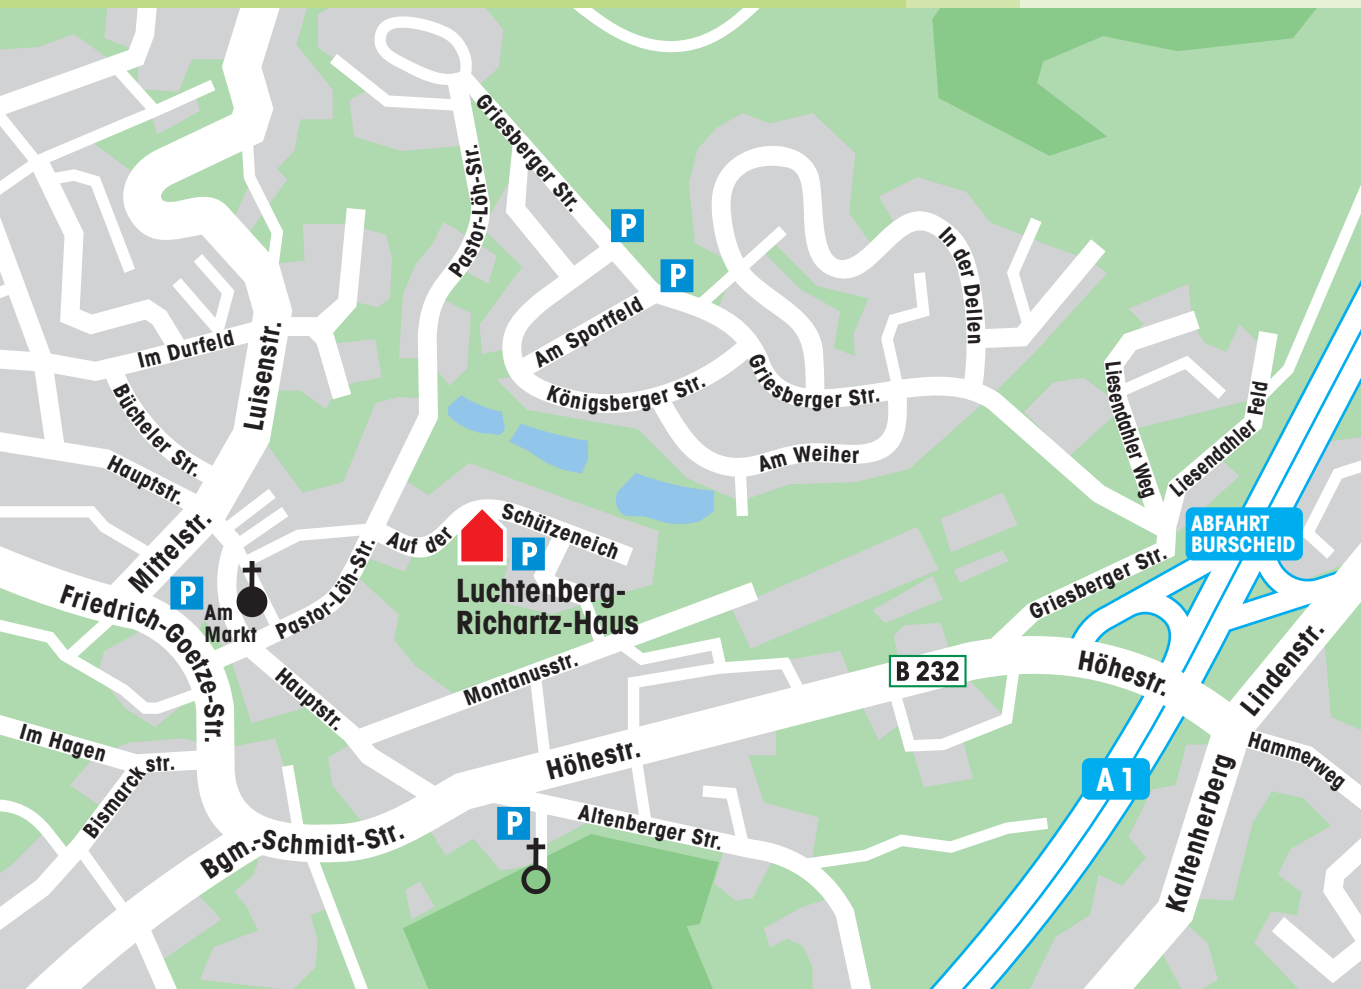 Griesberger Str.
Pastor-Löh-Str.
P
P
In der Dellen
Am Sportfeld
Im Durfeld
Luisenstr.
Königsberger Str.
Griesberger Str.
Liesendahler Weg
Liesendahler Feld
Bücheler Str.
Hauptstr.
Am Weiher
Mittelstr.
Auf der
Schützeneich
P
ABFAHRT
BURSCHEID
P
Friedrich-Goetze-Str.
Am
Markt
Pastor-Löh-Str.
Luchtenberg-
Richartz-Haus
Griesberger Str.
Montanusstr.
B 232
Höhestr.
Lindenstr.
Hauptstr.
Im Hagen
Bismarckstr.
Höhestr.
A 1
Hammerweg
Kaltenherberg
P
Altenberger Str.
Bgm.-Schmidt-Str.